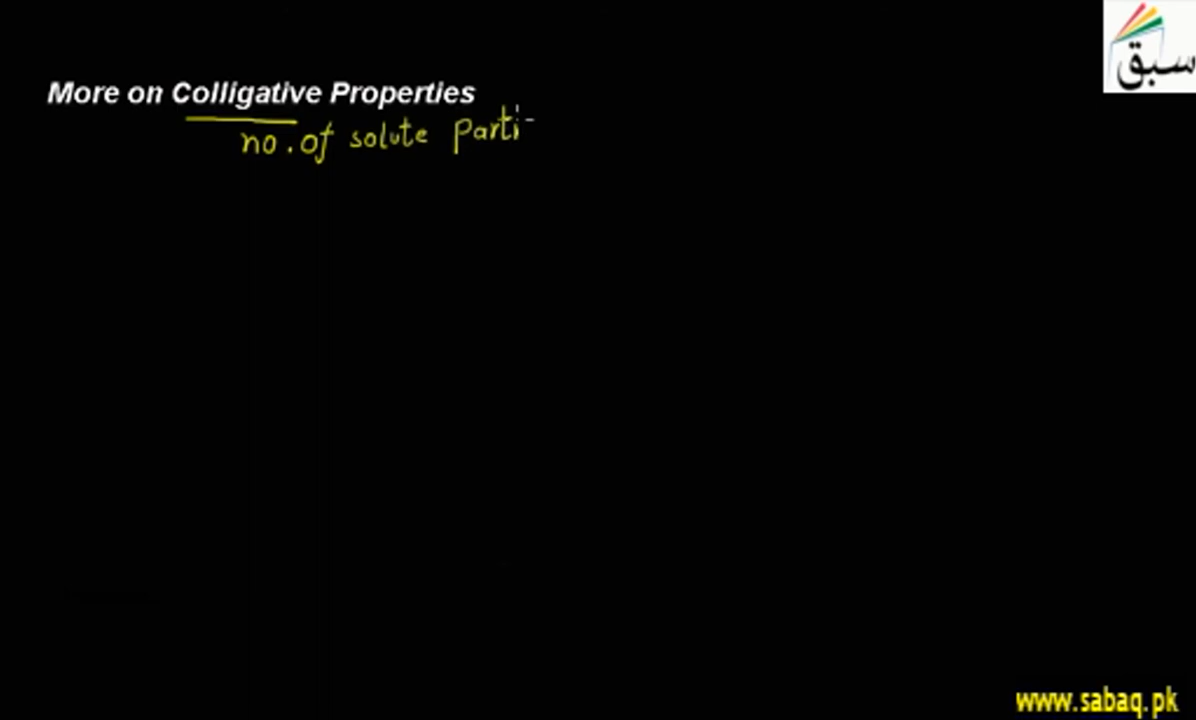 سبق
More on Colligative Properties
no. of solute Parti
www.sabaq.pk